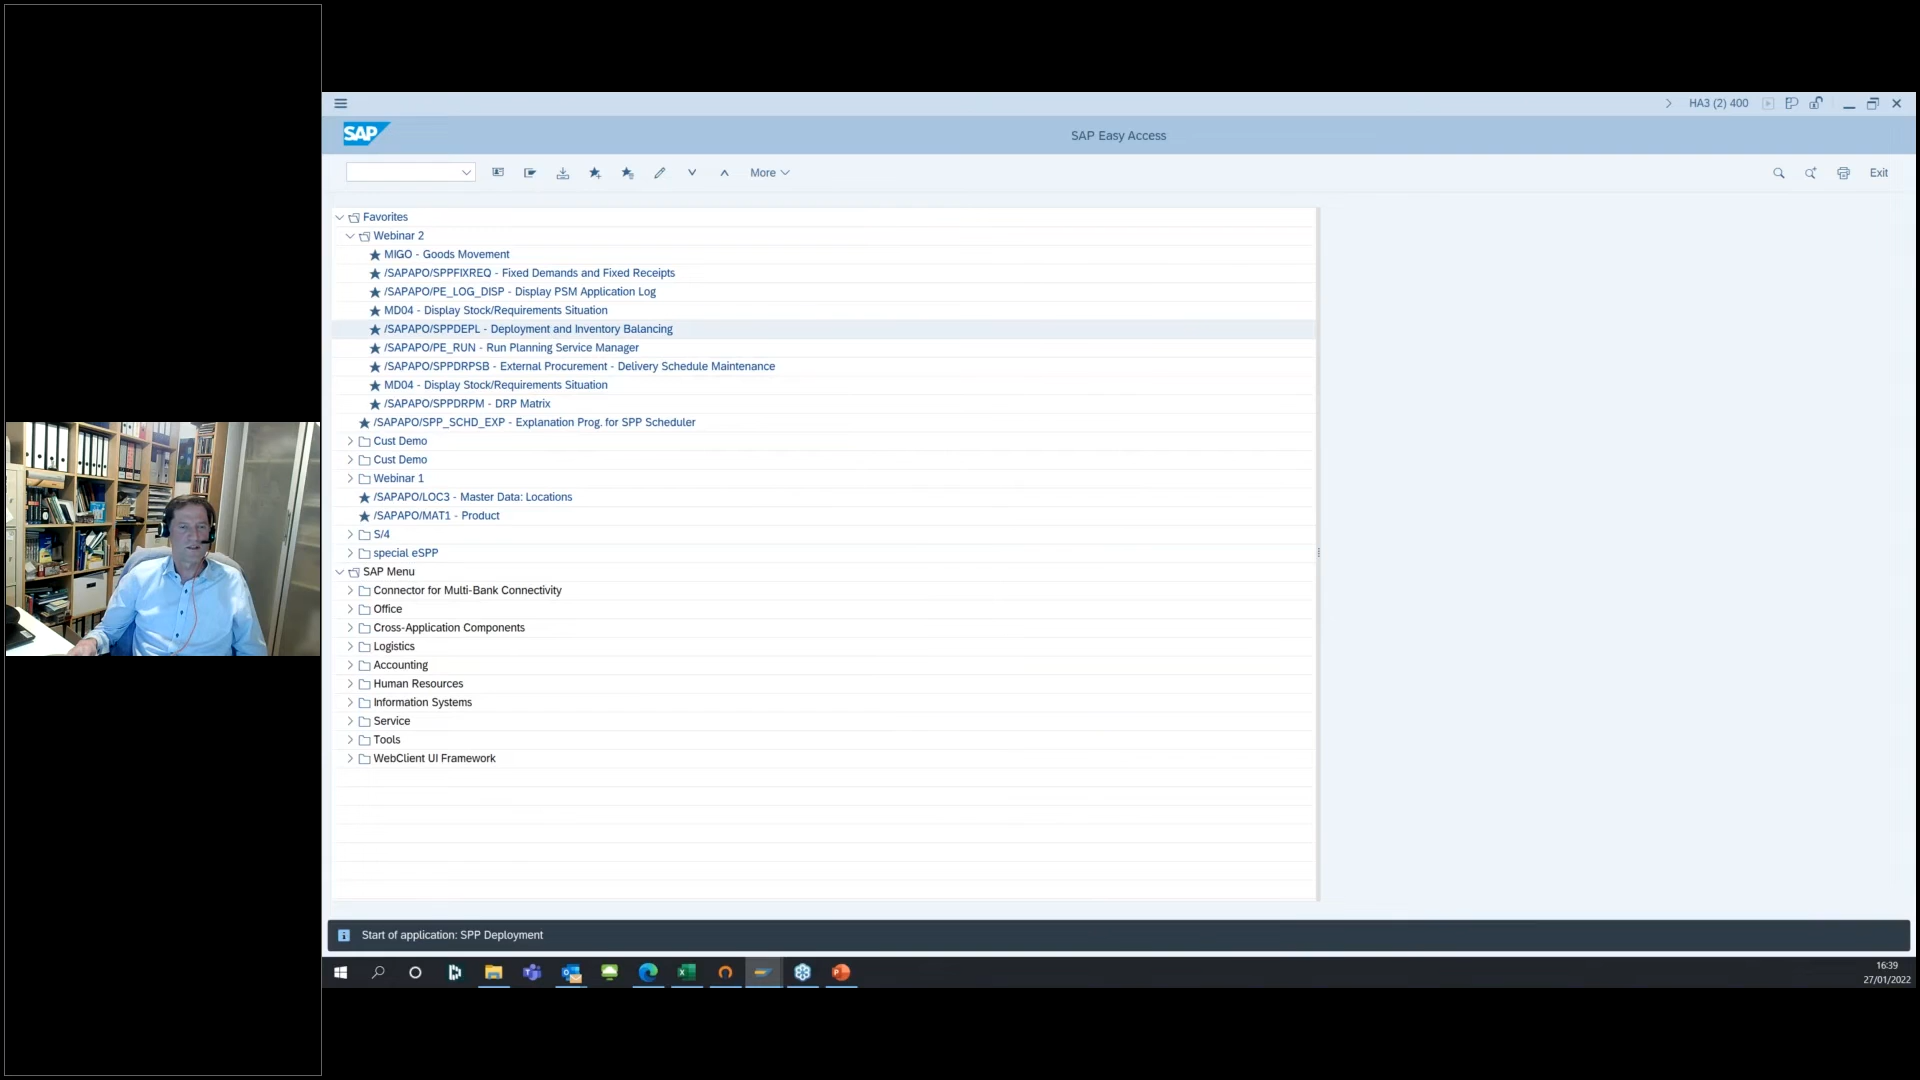 HA3 (2) 400
SAP
SAP Easy Access
More
Exit
Favorites
Webinar 2
MIGO - Goods Movement
/SAPAPO/SPPFIXREQ - Fixed Demands and Fixed Receipts
/SAPAPO/PE_LOG_DISP - Display PSM Application Log
MD04 - Display Stock/Requirements Situation
/SAPAPO/SPPDEPL - Deployment and Inventory Balancing
/SAPAPO/PE_RUN - Run Planning Service Manager
/SAPAPO/SPPDRPSB - External Procurement - Delivery Schedule Maintenance
MD04 - Display Stock/Requirements Situation
/SAPAPO/SPPDRPM - DRP Matrix
/SAPAPO/SPP_SCHD_EXP - Explanation Prog. for SPP Scheduler
Cust Demo
Cust Demo
Webinar 1
/SAPAPO/LOC3 - Master Data: Locations
/SAPAPO/MAT1 - Product
S/4
special eSPP
SAP Menu
Connector for Multi-Bank Connectivity
Office
Cross-Application Components
Logistics
Accounting
Human Resources
Information Systems
Service
Tools
WebClient UI Framework
Start of application: SPP Deployment
16:39
27/01/2022